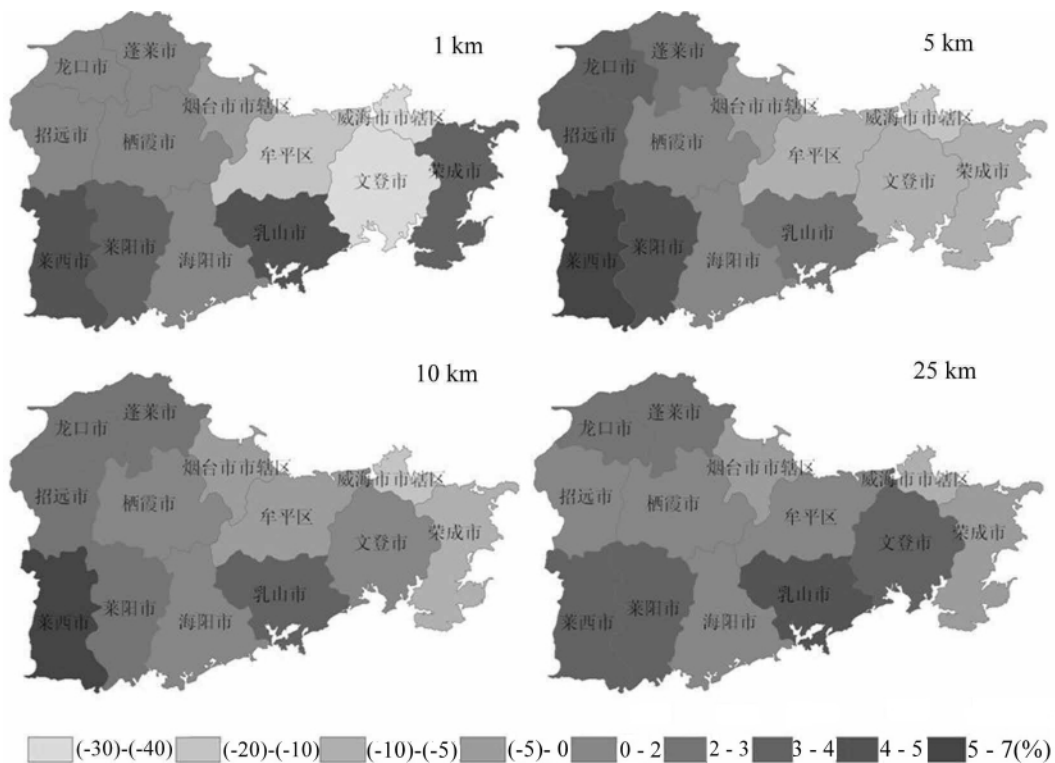 1 km
蓬莱市
龙口市
烟台市市辖区
威海市市辖区
招远市
栖霞市
牟平区
荣成市
文登市
乳山市
莱阳市
莱西市
海阳市
5 km
蓬莱市
龙口市
烟台市市辖区
威海市市辖区
招远市
栖霞市
牟平区
荣成市
文登市
乳山市
莱阳市
莱西市
海阳市
10 km
蓬莱市
龙口市
烟台市市辖区
威海市市辖区
招远市
栖霞市
牟平区
荣成市
文登市
乳山市
莱阳市
莱西市
海阳市
25 km
蓬莱市
龙口市
烟台市市辖区
威海市市辖区
招远市
栖霞市
牟平区
荣成市
文登市
乳山市
莱阳市
莱西市
海阳市
(-30)-(-40) (-20)-(-10) (-10)-(-5) (-5)- 0 0 - 2 2 - 3 3 - 4 4 - 5 5 - 7(%)